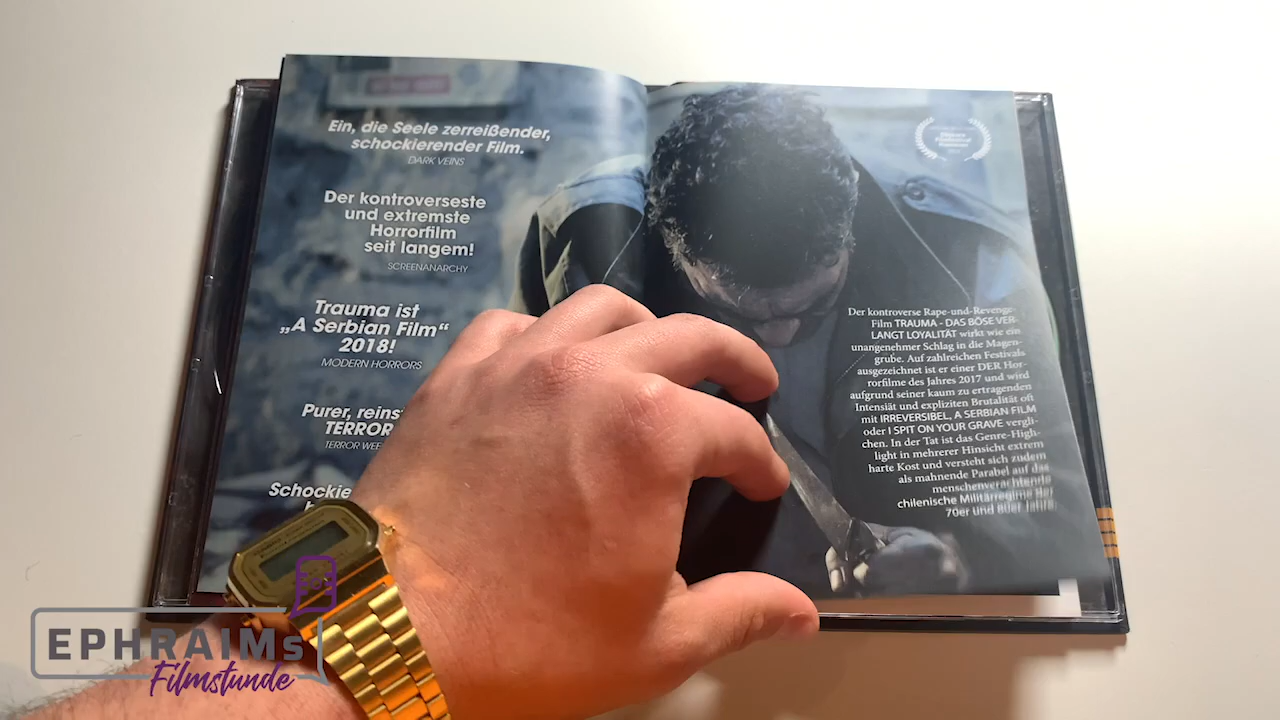 Ein, die Seele zerreißender,
schockierender Film.
DARK VEINS
Der kontroverseste
und extremste
Horrorfilm
seit langem!
SCREENANARCHY
Trauma ist
„A Serbian Film“
2018!
MODERN HORRORS
Purer,
TERROR
TERROR
Der kontroverse Rape-und-Revenge-
Film TRAUMA - DAS BÖSE VER-
LANGT LOYALITÄT wirkt wie ein
unangenehmer Schlag in die Magen-
grube. Auf zahlreichen Festivals
ausgezeichnet ist er einer DER Hor-
rorfilme des Jahres 2017 und wird
aufgrund seiner kaum zu ertragenden
Intensiät und expliziten Brutalität oft
mit IRREVERSIBEL, A SERBIAN FILM
oder I SPIT ON YOUR GRAVE vergli-
chen. In der Tat ist das Genre-High-
light in mehrerer Hinsicht extrem
harte Kost und versteht sich zudem
als mahnende Parabel auf das
menschenverachtende
chilenische Militärregime der
70er und 80er Jahre
EPHRAIMs
Filmstunde